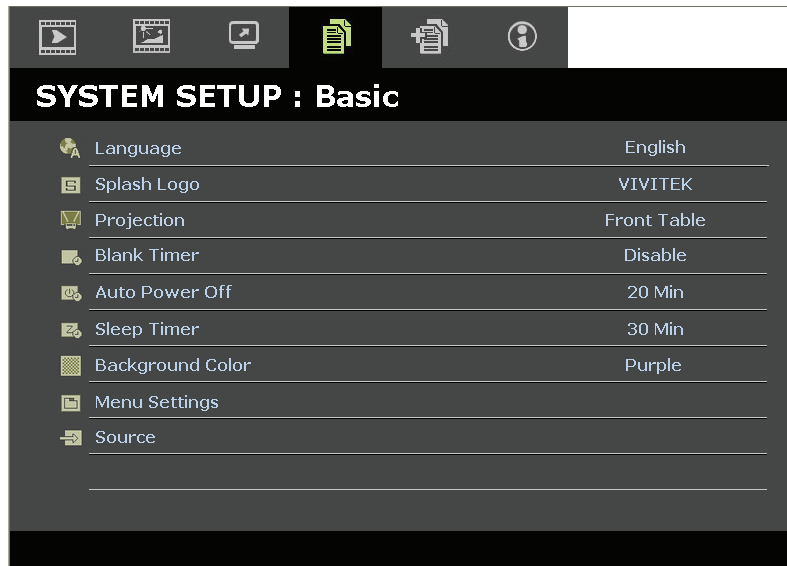 SYSTEM SETUP : Basic
Language English
Splash Logo VIVITEK
Projection Front Table
Blank Timer Disable
Auto Power Off 20 Min
Sleep Timer 30 Min
Background Color Purple
Menu Settings
Source